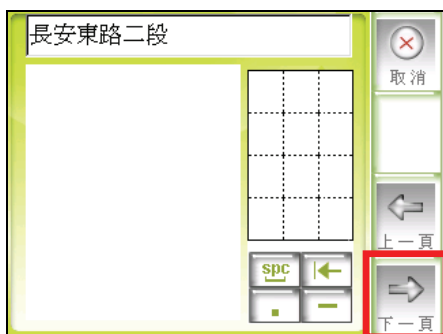 長安東路二段
取消
上一頁
spc
下一頁